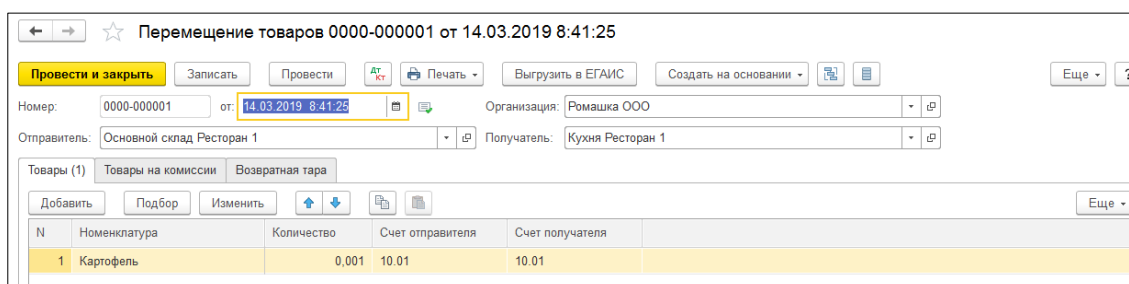 Перемещение товаров 0000-000001 от 14.03.2019 8:41:25
Провести и закрыть Записать Провести Дт Кт Печать Выгрузить в ЕГАИС Создать на основании Еще ?
Номер: 0000-000001 от: 14.03.2019 8:41:25 Организация: Ромашка ООО
Отправитель: Основной склад Ресторан 1 Получатель: Кухня Ресторан 1
Товары (1) Товары на комиссии Возвратная тара
Добавить Подбор Изменить Еще
N Номенклатура Количество Счет отправителя Счет получателя
1 Картофель 0,001 10.01 10.01